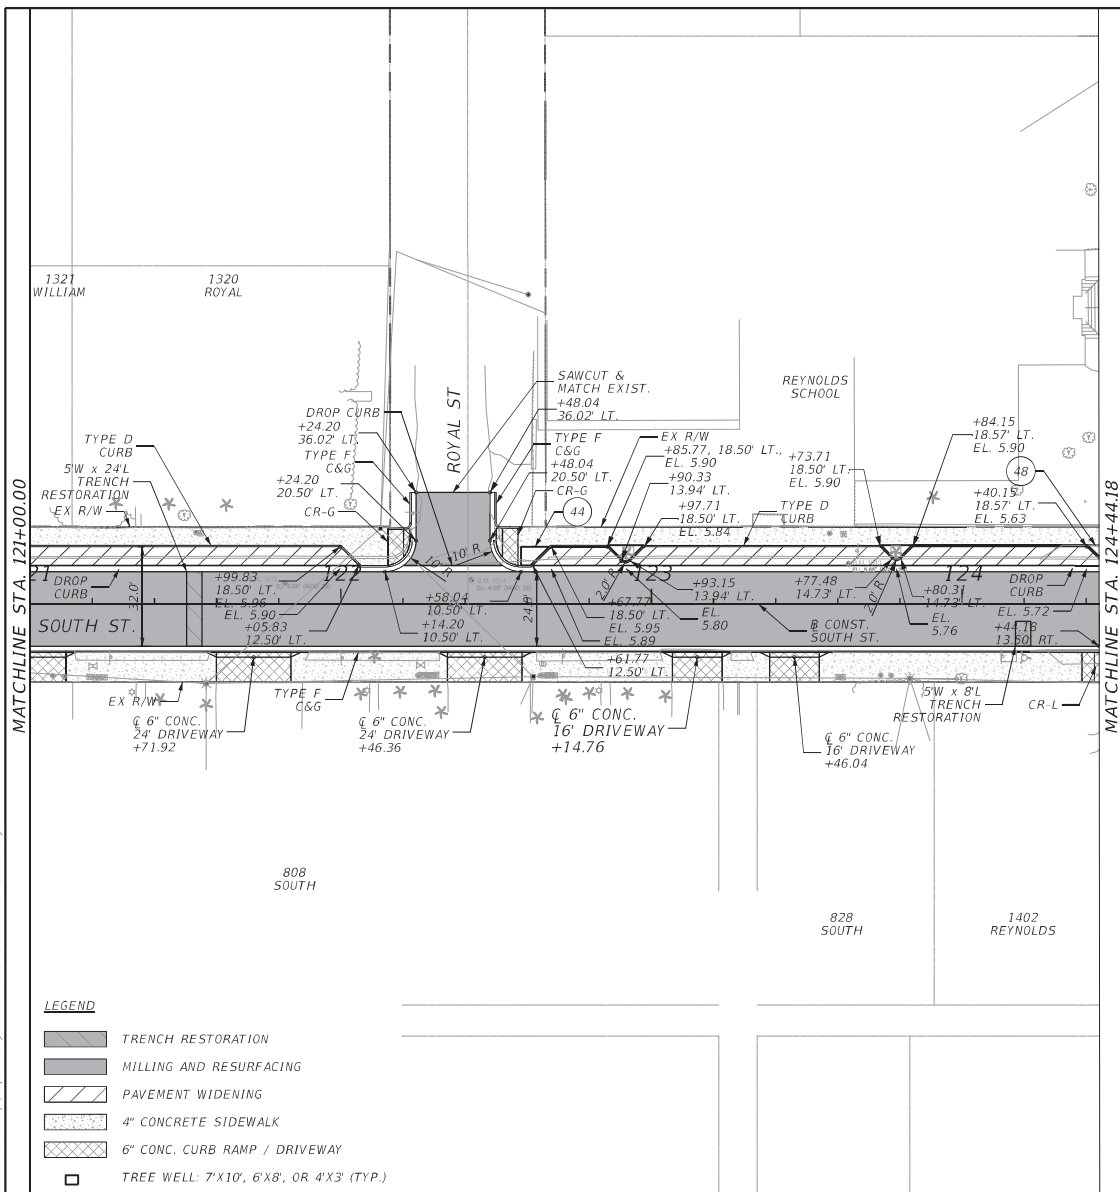 MATCHLINE STA. 121+00.00
MATCHLINE STA. 124+44.18
1321
WILLIAM
1320
ROYAL
ROYAL ST
SAWCUT &
MATCH EXIST.
+48.04
36.02' LT.
TYPE F
C&G
+48.04
20.50' LT.
CR-G
44
DROP CURB
+24.20
36.02' LT.
TYPE F
C&G
+24.20
20.50' LT.
CR-G
TYPE D
CURB
5'W x 24'L
TRENCH
RESTORATION
EX R/W
EX R/W
+85.77, 18.50' LT.,
EL. 5.90
+90.33
13.94' LT.
+97.71
18.50' LT.
EL. 5.84
REYNOLDS
SCHOOL
+73.71
18.50' LT.
EL. 5.90
TYPE D
CURB
+84.15
18.57' LT.
EL. 5.90
48
+40.15
18.57' LT.
EL. 5.63
21
122
123
124
10' R
10' R
2.0' R
2.0' R
32.0'
24.0'
DROP
CURB
+99.83
18.50' LT.
EL. 5.96
EL. 5.90
+05.83
12.50' LT.
+58.04
10.50' LT.
+14.20
10.50' LT.
+67.77
18.50' LT.
EL. 5.95
EL. 5.89
+61.77
12.50' LT.
+93.15
13.94' LT.
EL.
5.80
+77.48
14.73' LT.
+80.31
14.73' LT.
EL.
5.76
DROP
CURB
EL. 5.72
+44.18
13.50' RT.
SOUTH ST.
B CONST.
SOUTH ST.
EX R/W
TYPE F
C&G
℄ 6" CONC.
24' DRIVEWAY
+71.92
℄ 6" CONC.
24' DRIVEWAY
+46.36
℄ 6" CONC.
16' DRIVEWAY
+14.76
℄ 6" CONC.
16' DRIVEWAY
+46.04
5'W x 8'L
TRENCH
RESTORATION
CR-L
808
SOUTH
828
SOUTH
1402
REYNOLDS
LEGEND
TRENCH RESTORATION
MILLING AND RESURFACING
PAVEMENT WIDENING
4" CONCRETE SIDEWALK
6" CONC. CURB RAMP / DRIVEWAY
TREE WELL: 7'X10', 6'X8', OR 4'X3' (TYP.)